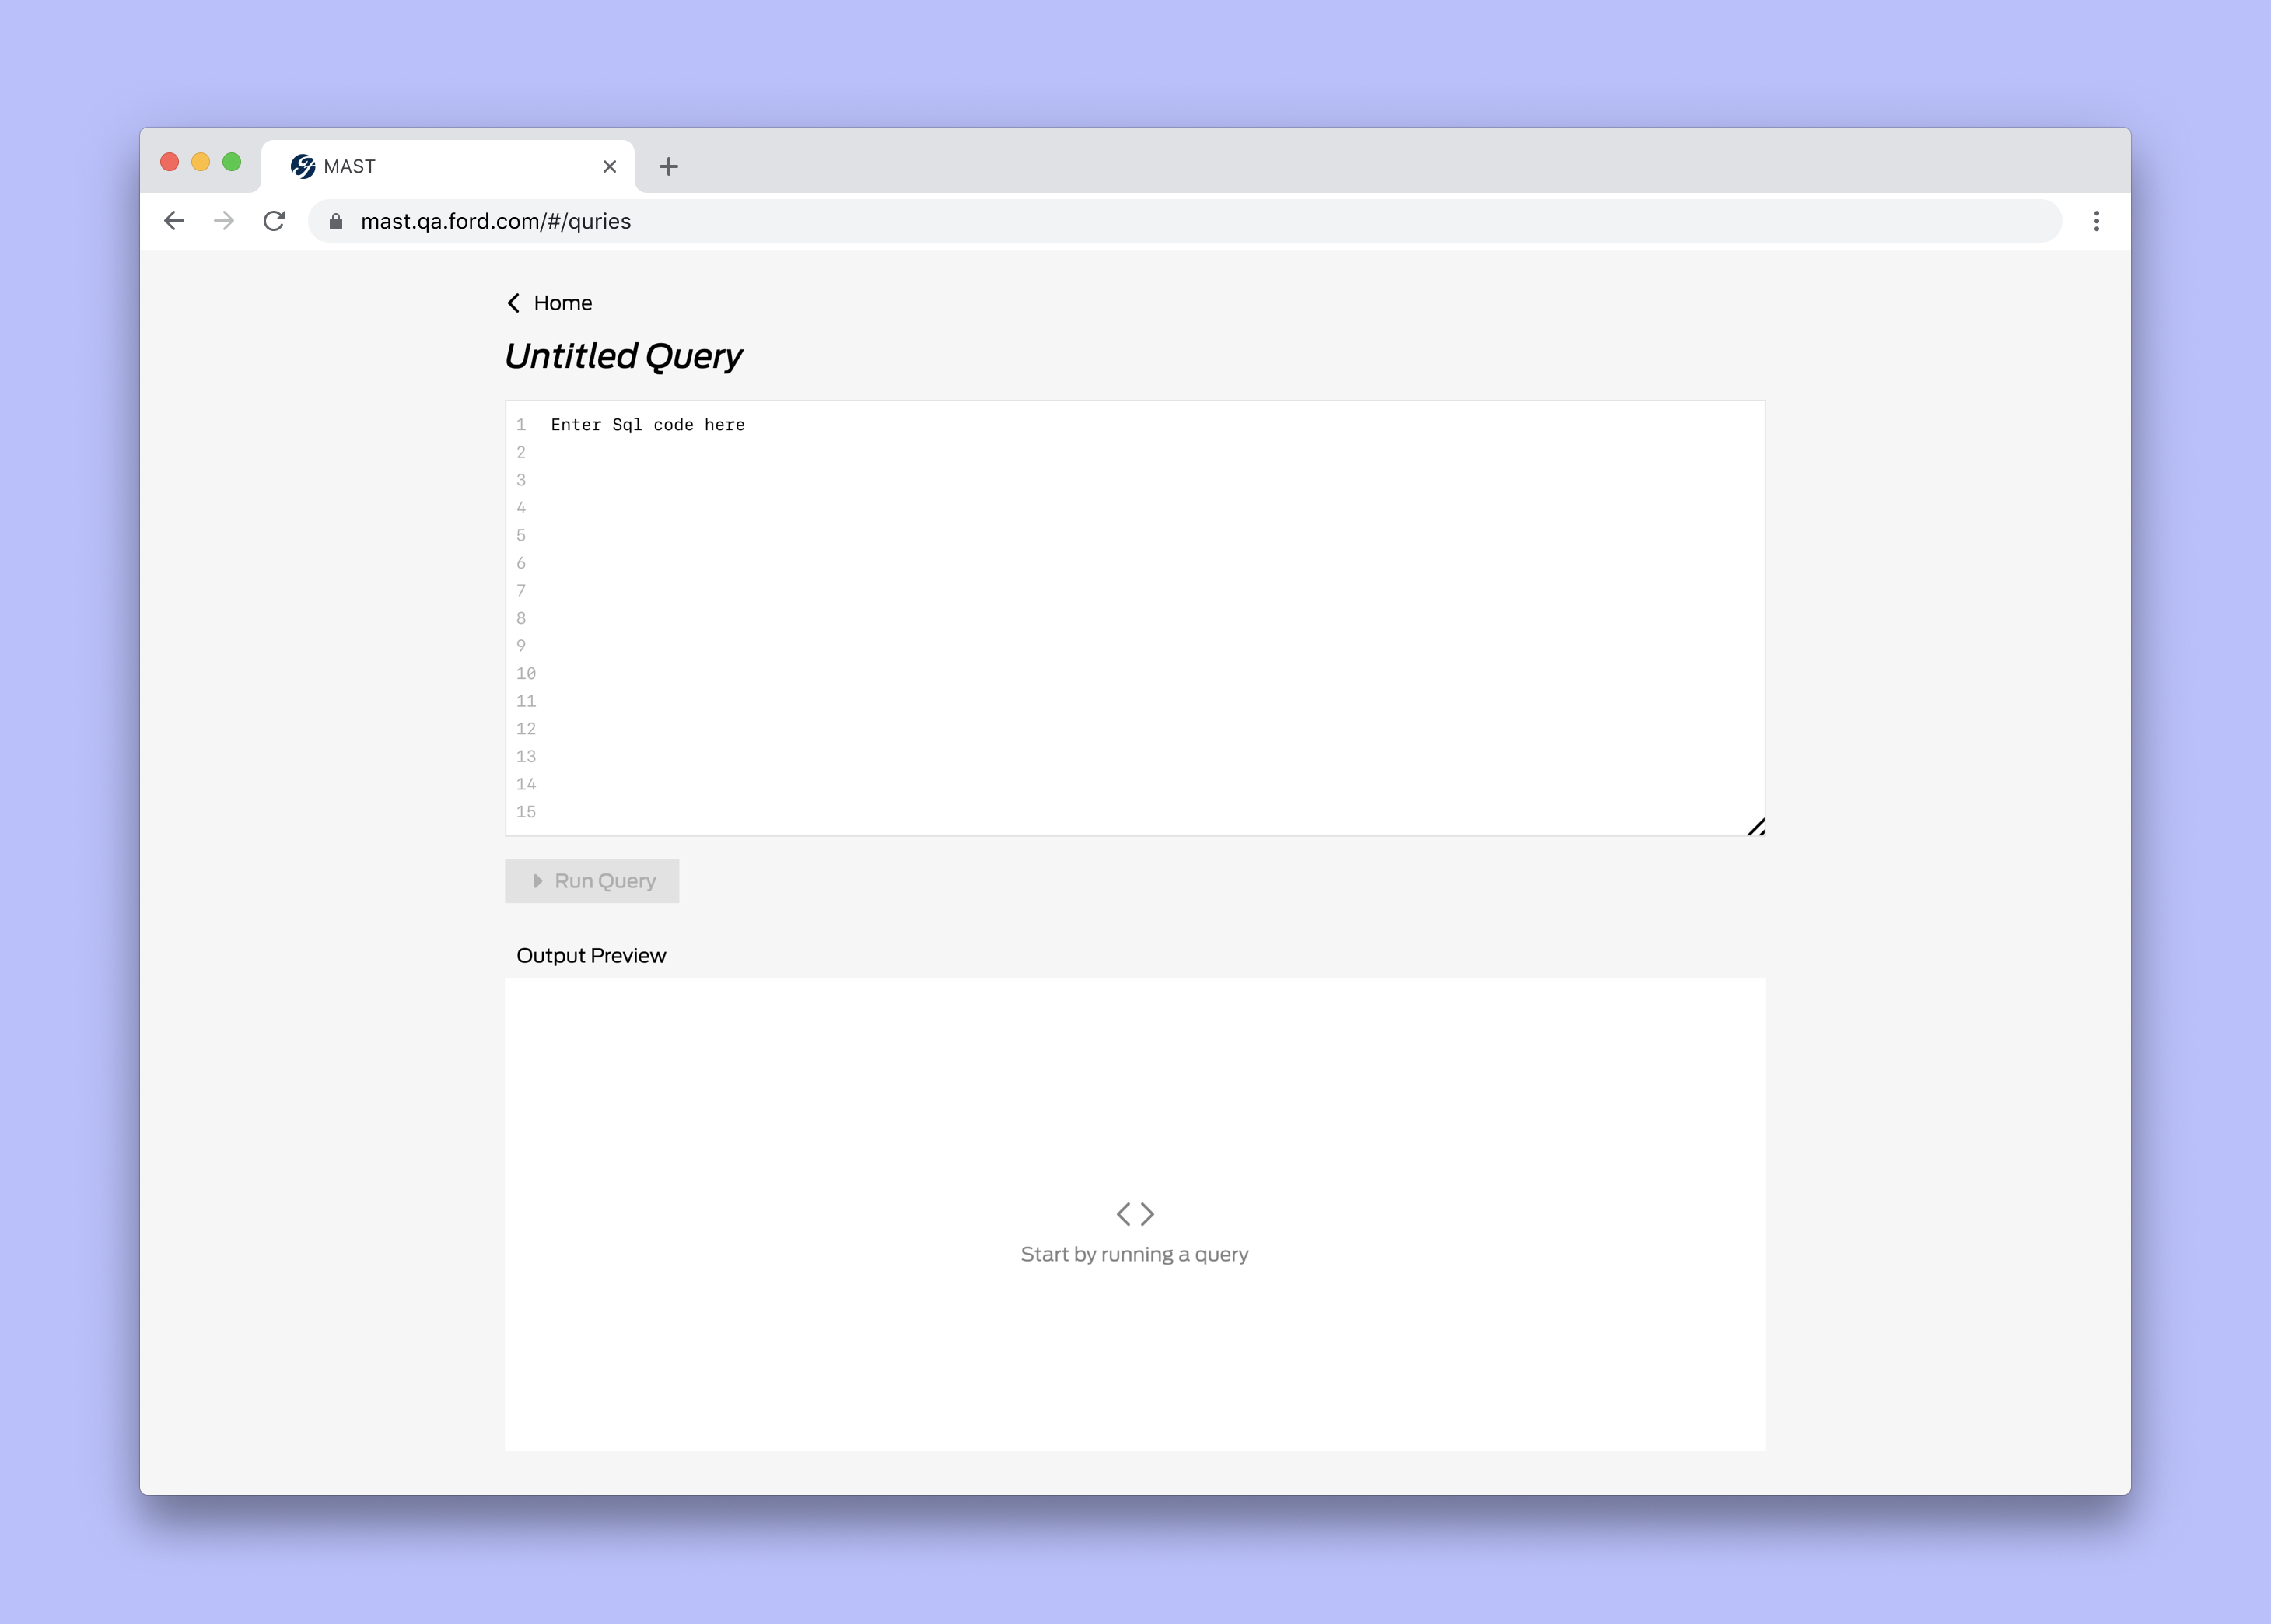 MAST
mast.qa.ford.com/#/quries
Home
Untitled Query
1 Enter Sql code here
2
3
4
5
6
7
8
9
10
11
12
13
14
15
Run Query
Output Preview
Start by running a query